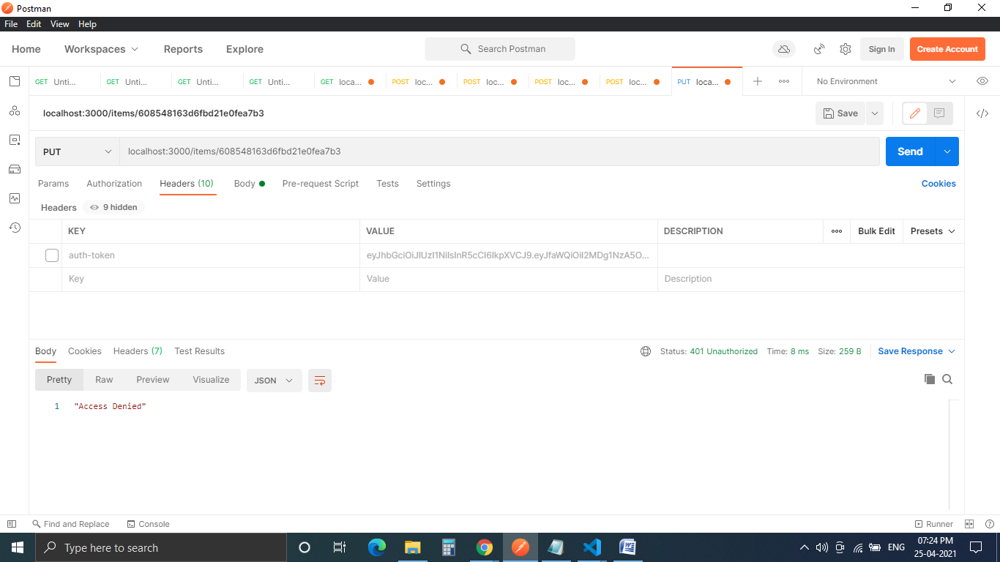 Postman
File Edit View Help
Home Workspaces Reports Explore Search Postman Sign In Create Account
GET Unti... GET Unti... GET Unti... GET Unti... GET loca... POST loc... POST loc... POST loc... POST loc... PUT loca... No Environment
localhost:3000/items/608548163d6fbd21e0fea7b3 Save
PUT localhost:3000/items/608548163d6fbd21e0fea7b3 Send
Params Authorization Headers (10) Body Pre-request Script Tests Settings Cookies
Headers 9 hidden
KEY VALUE DESCRIPTION Bulk Edit Presets
auth-token eyJhbGciOiJIUzI1NiIsInR5cCI6IkpXVCJ9.eyJfaWQiOiI2MDg1NzA5O...
Key Value Description
Body Cookies Headers (7) Test Results Status: 401 Unauthorized Time: 8 ms Size: 259 B Save Response
Pretty Raw Preview Visualize JSON
1 "Access Denied"
Find and Replace Console Runner
Type here to search ENG 07:24 PM
25-04-2021